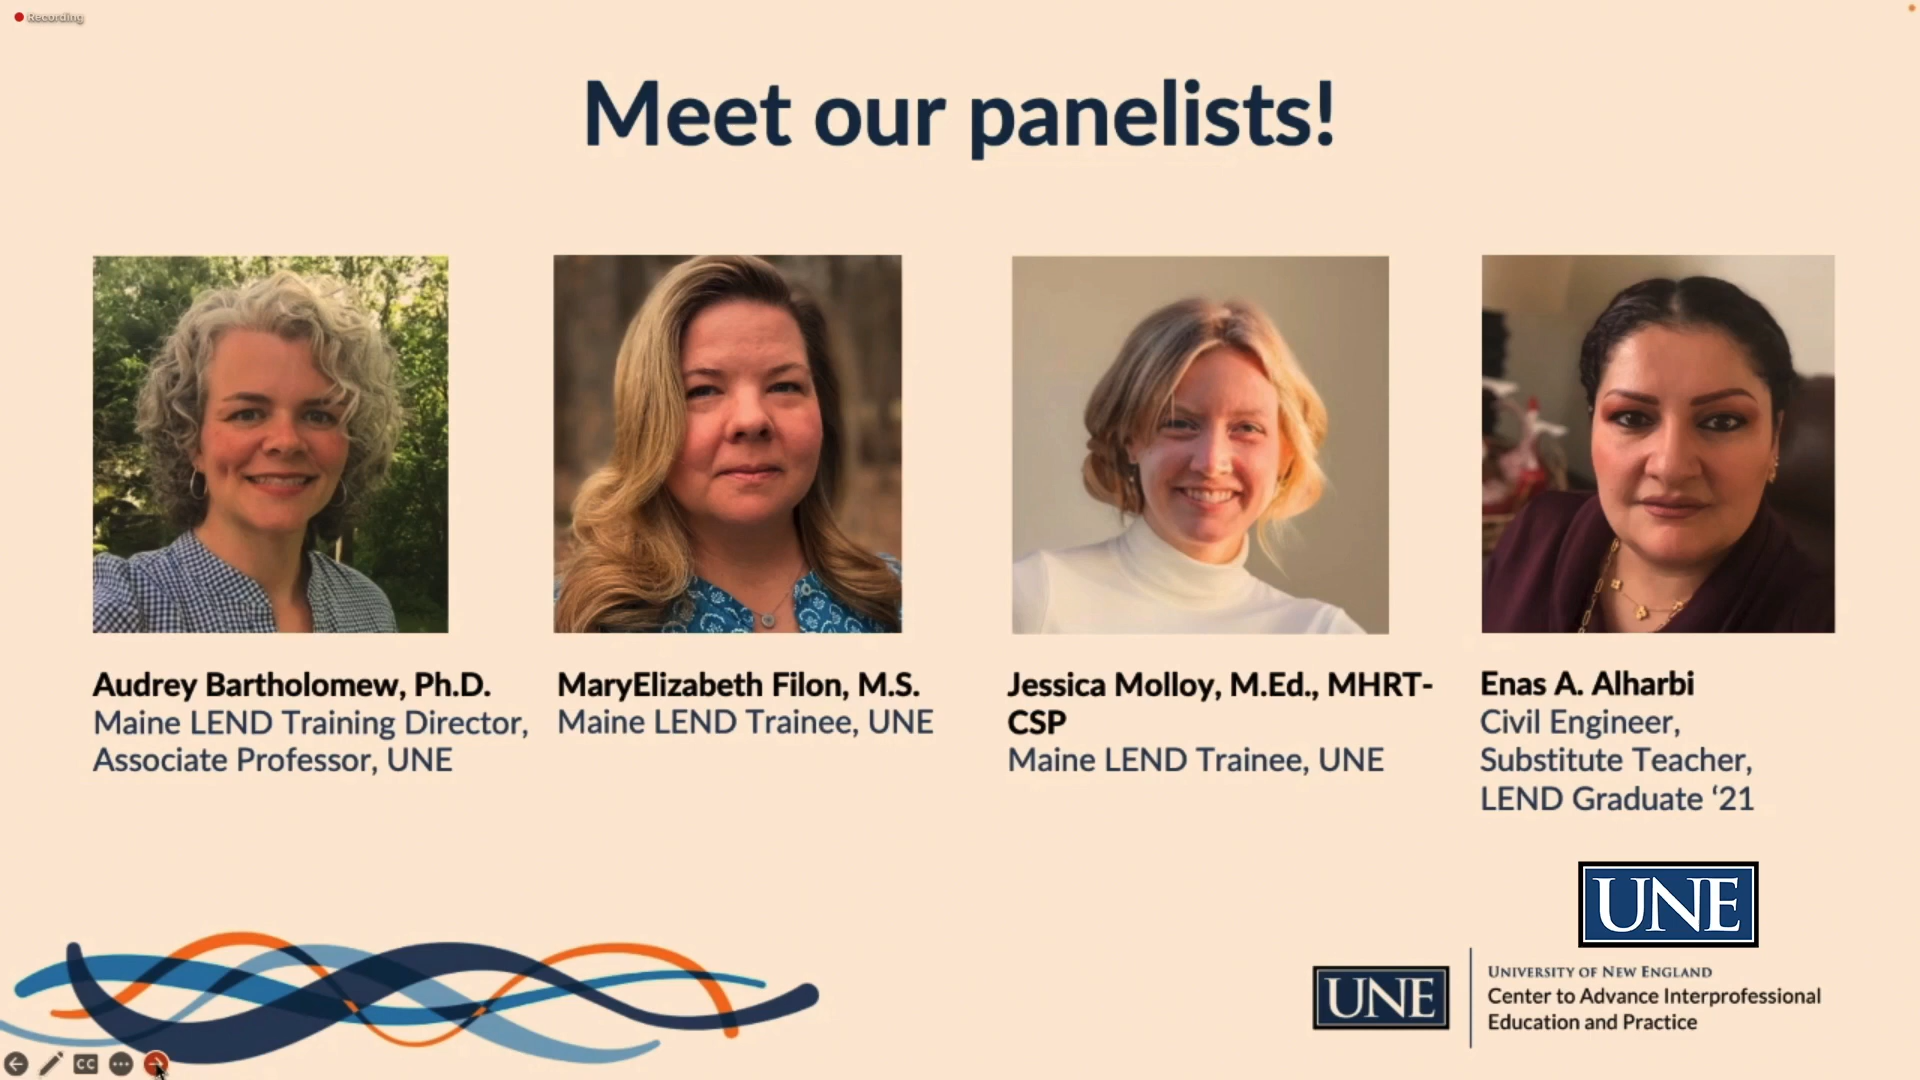 Recording
Meet our panelists!
Audrey Bartholomew, Ph.D.
Maine LEND Training Director,
Associate Professor, UNE
MaryElizabeth Filon, M.S.
Maine LEND Trainee, UNE
Jessica Molloy, M.Ed., MHRT-
CSP
Maine LEND Trainee, UNE
Enas A. Alharbi
Civil Engineer,
Substitute Teacher,
LEND Graduate ‘21
UNE
UNE
UNIVERSITY OF NEW ENGLAND
Center to Advance Interprofessional
Education and Practice
CC